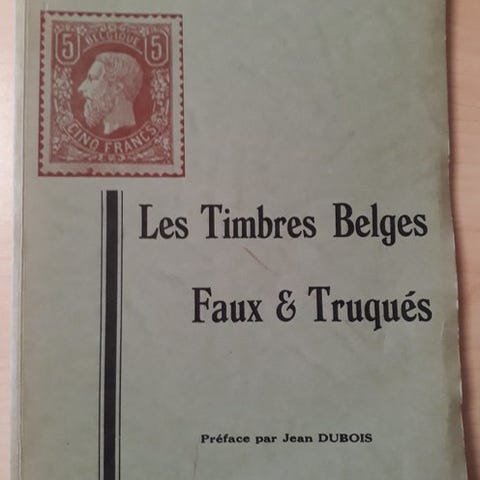 5 BELGIQUE 5
CINQ FRANCS
Les Timbres Belges
Faux & Truqués
Préface par Jean DUBOIS